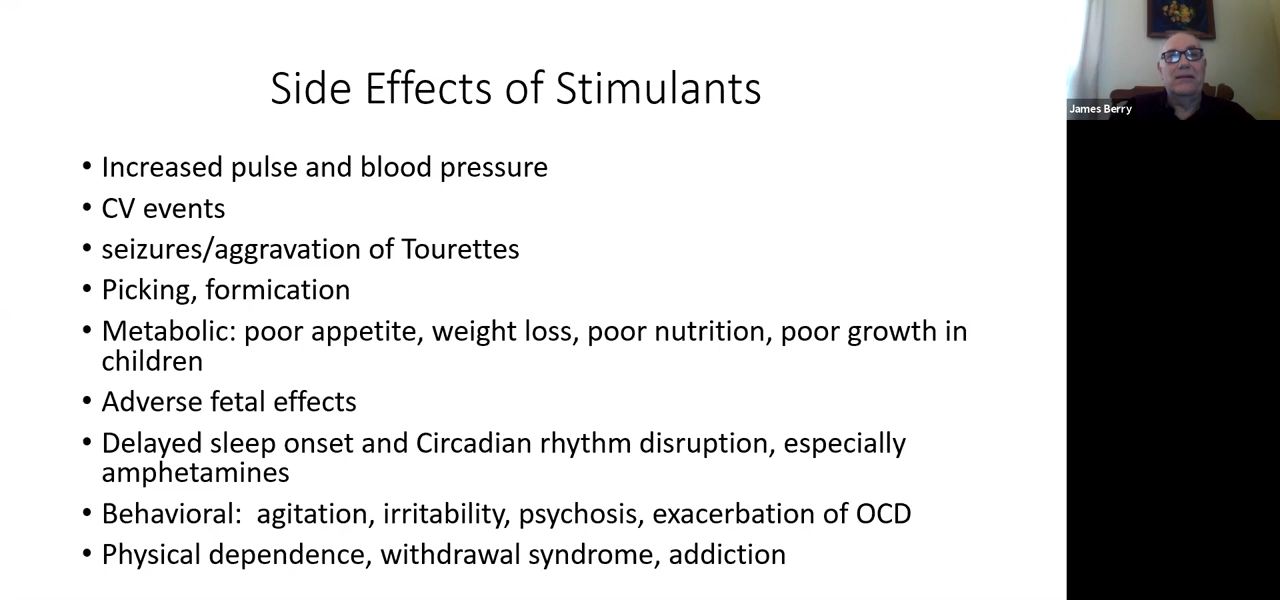 Side Effects of Stimulants
James Berry
• Increased pulse and blood pressure
• CV events
• seizures/aggravation of Tourettes
• Picking, formication
• Metabolic: poor appetite, weight loss, poor nutrition, poor growth in
children
• Adverse fetal effects
• Delayed sleep onset and Circadian rhythm disruption, especially
amphetamines
• Behavioral:  agitation, irritability, psychosis, exacerbation of OCD
• Physical dependence, withdrawal syndrome, addiction